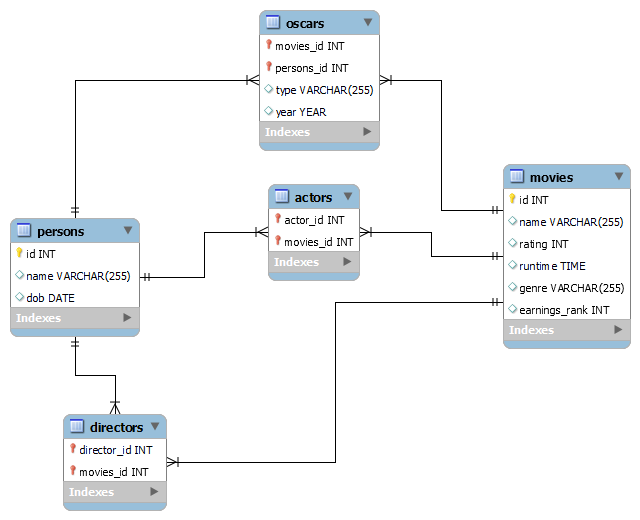 oscars
movies_id INT
persons_id INT
type VARCHAR(255)
year YEAR
Indexes
actors
actor_id INT
movies_id INT
Indexes
movies
id INT
name VARCHAR(255)
rating INT
runtime TIME
genre VARCHAR(255)
earnings_rank INT
Indexes
persons
id INT
name VARCHAR(255)
dob DATE
Indexes
directors
director_id INT
movies_id INT
Indexes